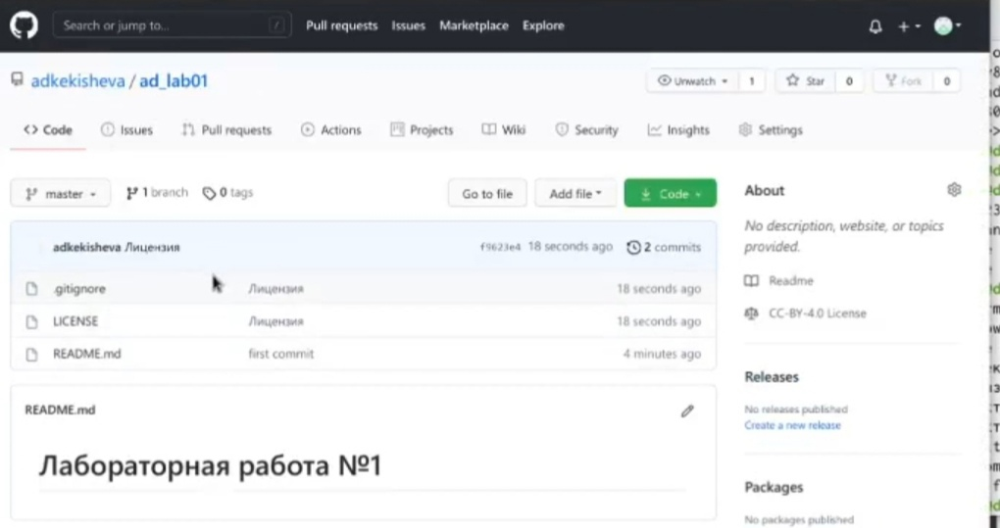 Search or jump to... / Pull requests Issues Marketplace Explore
adkekisheva / ad_lab01 Unwatch 1 Star 0 Fork 0
Code Issues Pull requests Actions Projects Wiki Security Insights Settings
master 1 branch 0 tags Go to file Add file Code
About
No description, website, or topics provided.
adkekisheva Лицензия f9623e4 18 seconds ago 2 commits
.gitignore Лицензия 18 seconds ago
LICENSE Лицензия 18 seconds ago
README.md first commit 4 minutes ago
Readme
CC-BY-4.0 License
Releases
No releases published
Create a new release
README.md
Лабораторная работа №1
Packages
No packages published